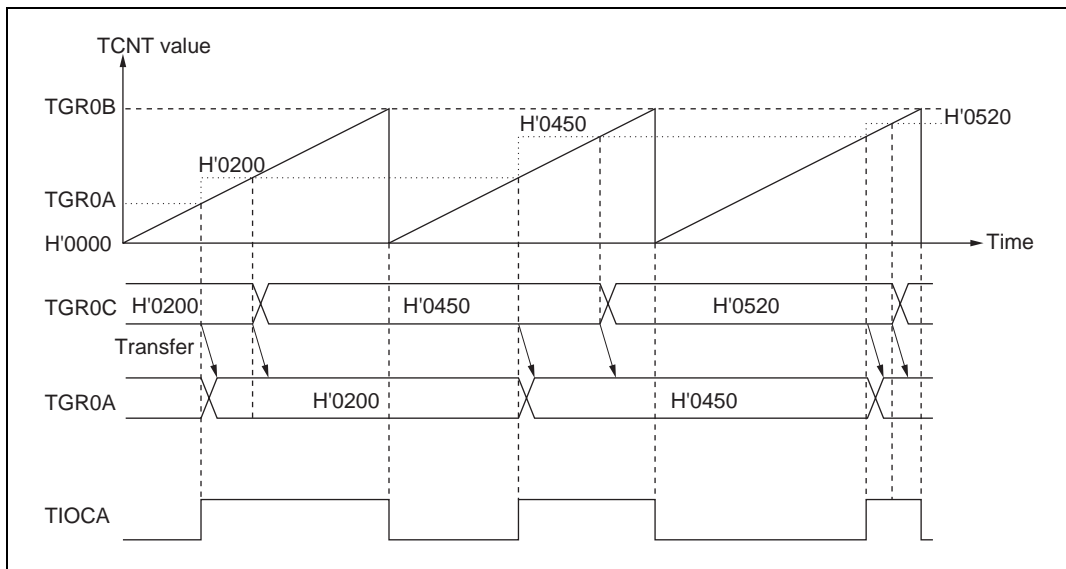 TCNT value
TGR0B
H'0520
H'0450
H'0200
TGR0A
H'0000
Time
TGR0C
H'0200
H'0450
H'0520
Transfer
TGR0A
H'0200
H'0450
TIOCA